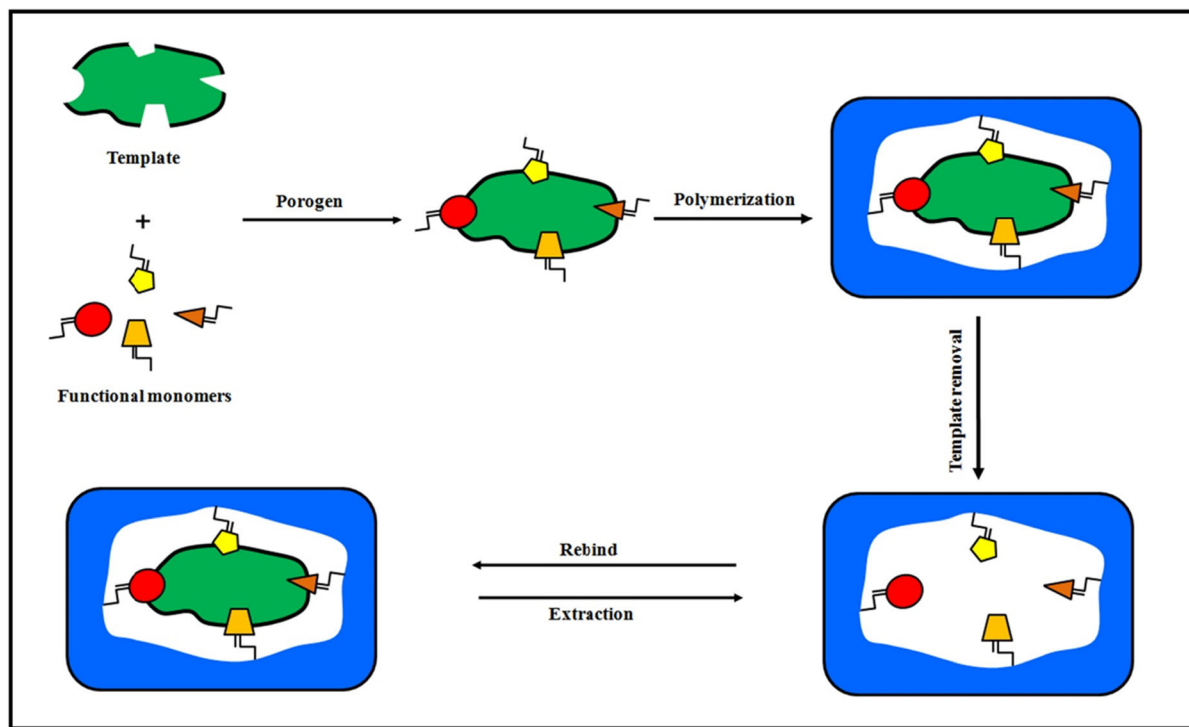 Template
+
Functional monomers
Porogen
Polymerization
Template removal
Rebind
Extraction